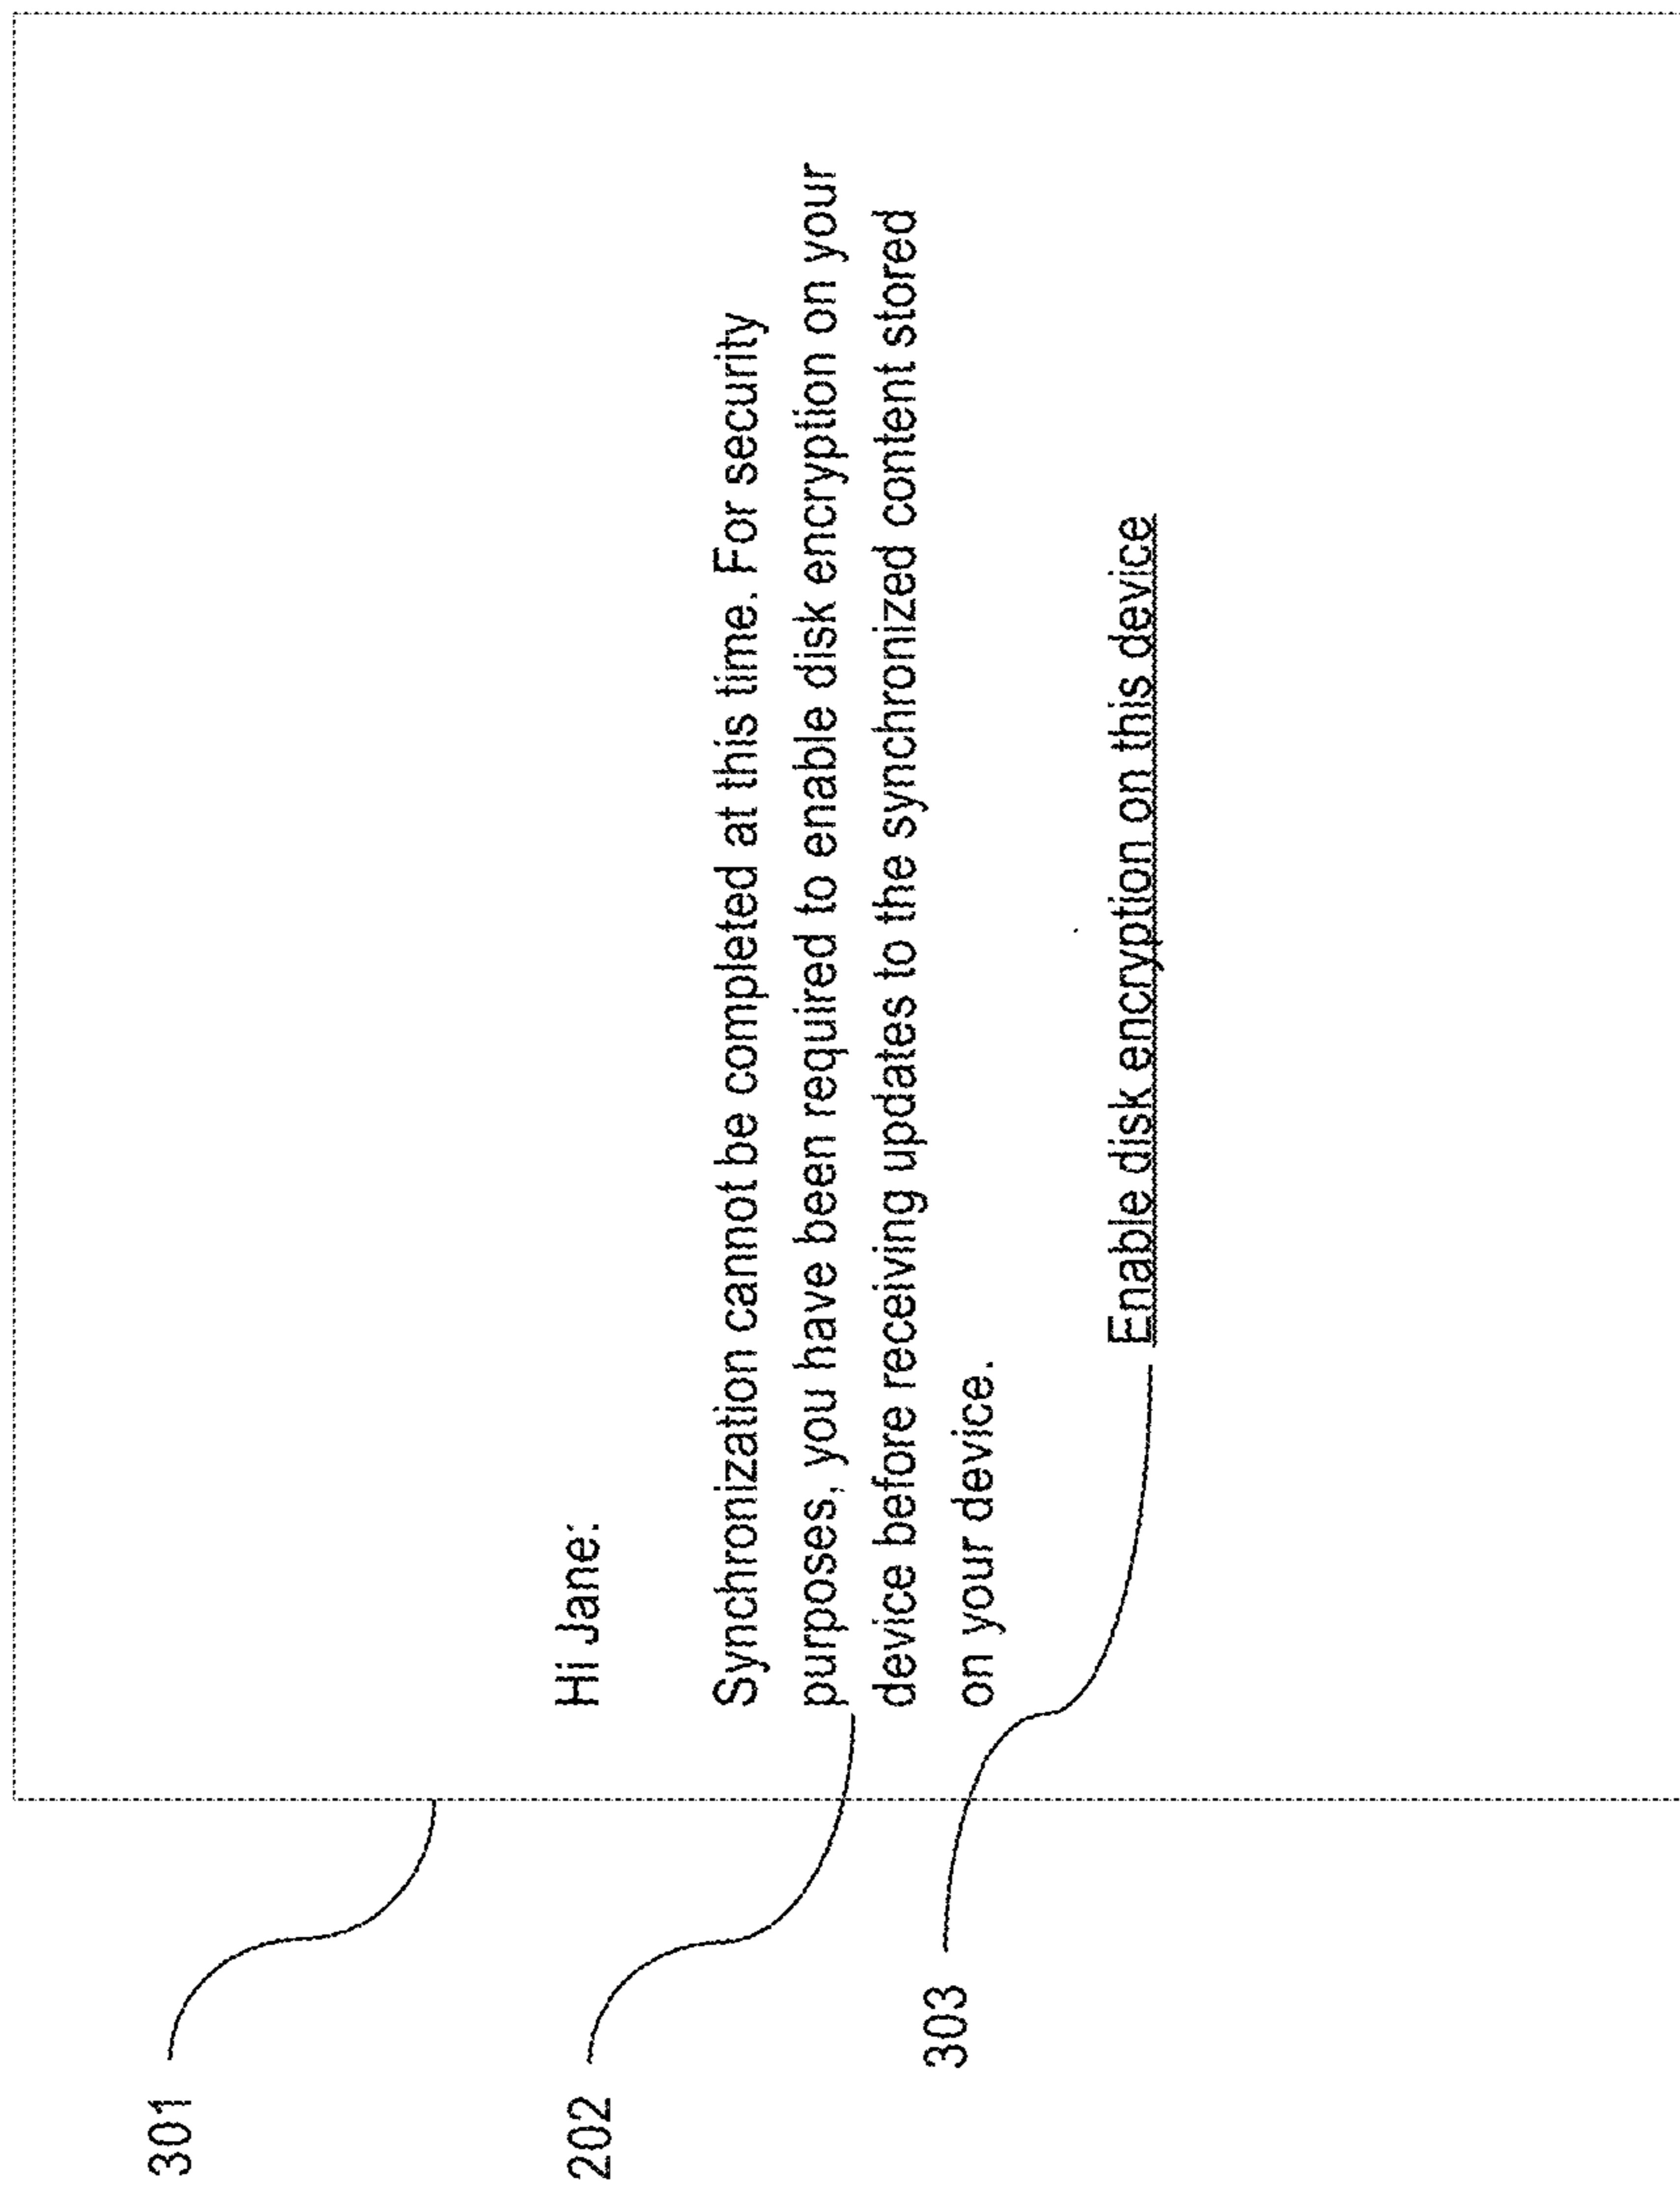 301
Hi Jane:
202
Synchronization cannot be completed at this time. For security
purposes, you have been required to enable disk encryption on your
device before receiving updates to the synchronized content stored
on your device.
303
Enable disk encryption on this device